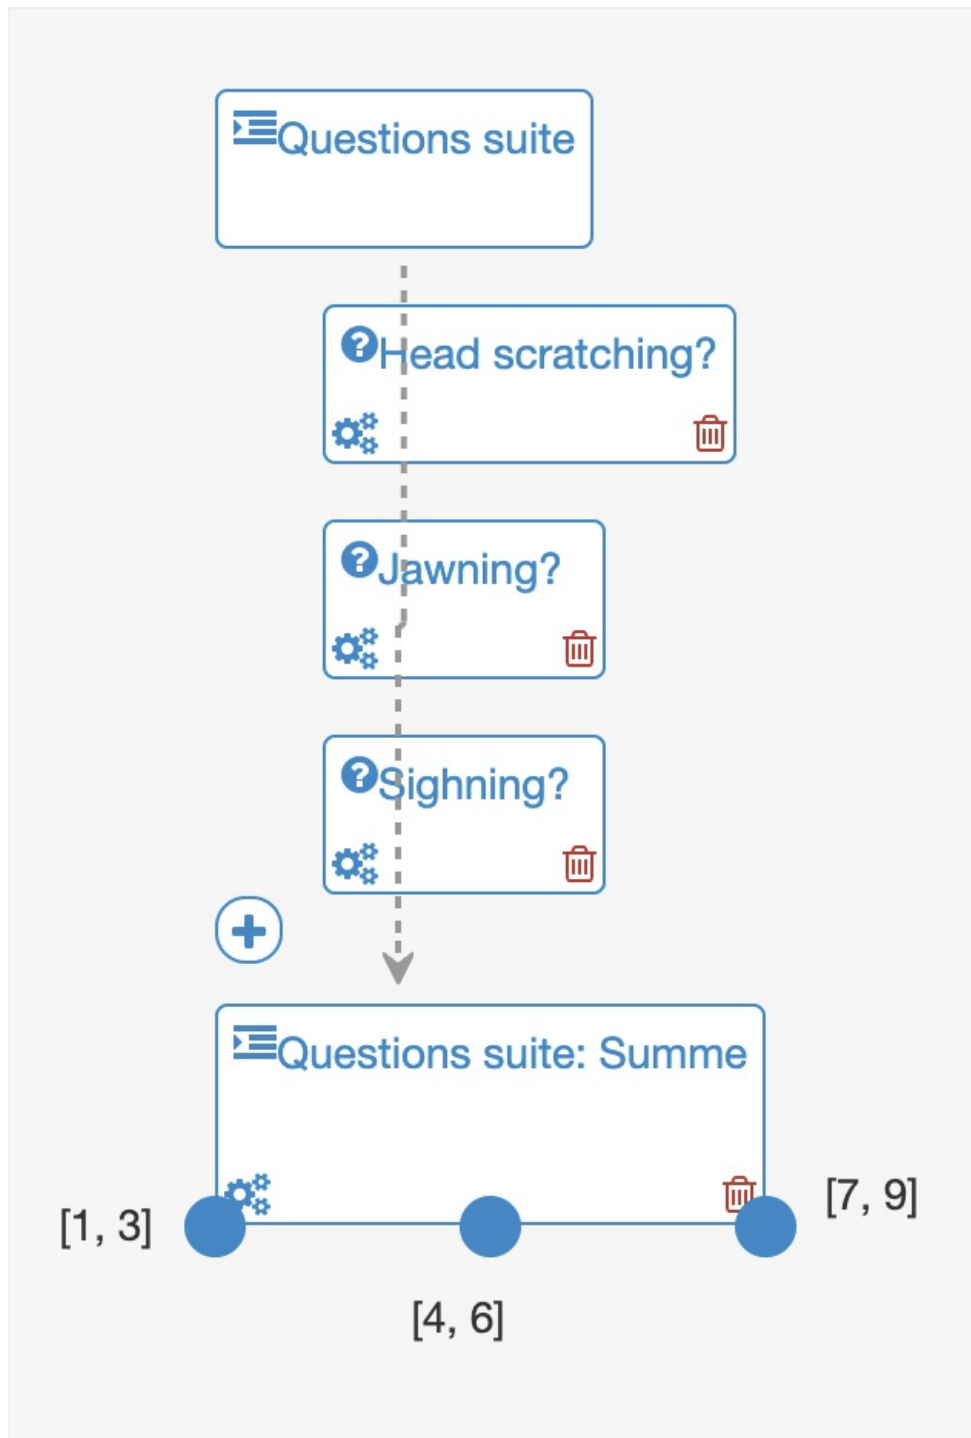 Questions suite
Head scratching?
Jawning?
Sighning?
Questions suite: Summe
[1, 3]
[7, 9]
[4, 6]